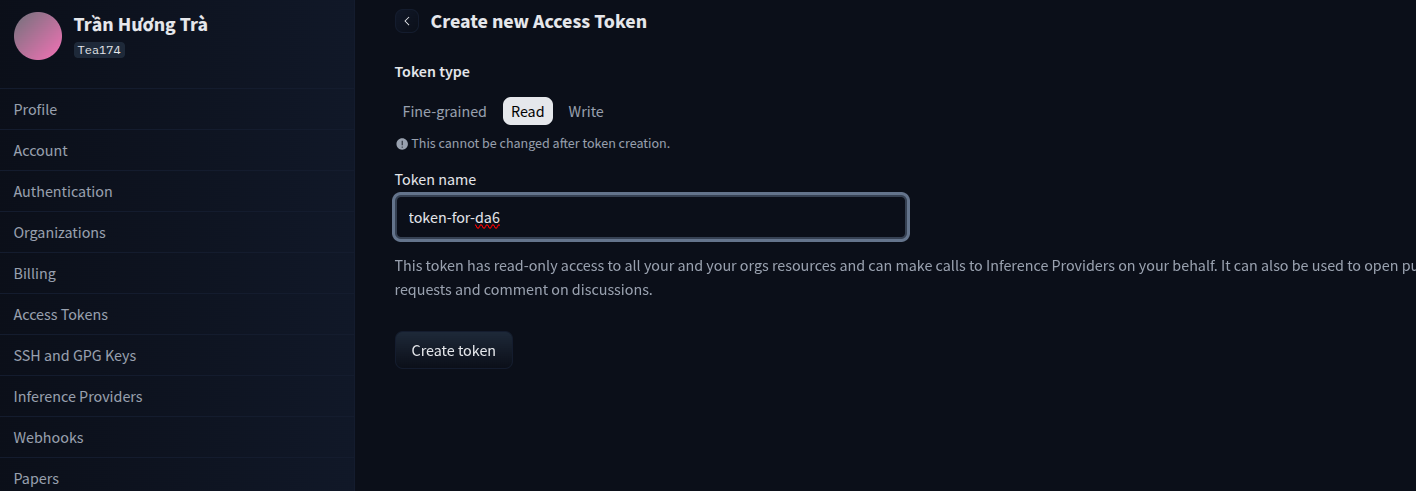 Trần Hương Trà
Tea174
Profile
Account
Authentication
Organizations
Billing
Access Tokens
SSH and GPG Keys
Inference Providers
Webhooks
Papers
Create new Access Token
Token type
Fine-grained Read Write
This cannot be changed after token creation.
Token name
token-for-da6
This token has read-only access to all your and your orgs resources and can make calls to Inference Providers on your behalf. It can also be used to open
requests and comment on discussions.
Create token